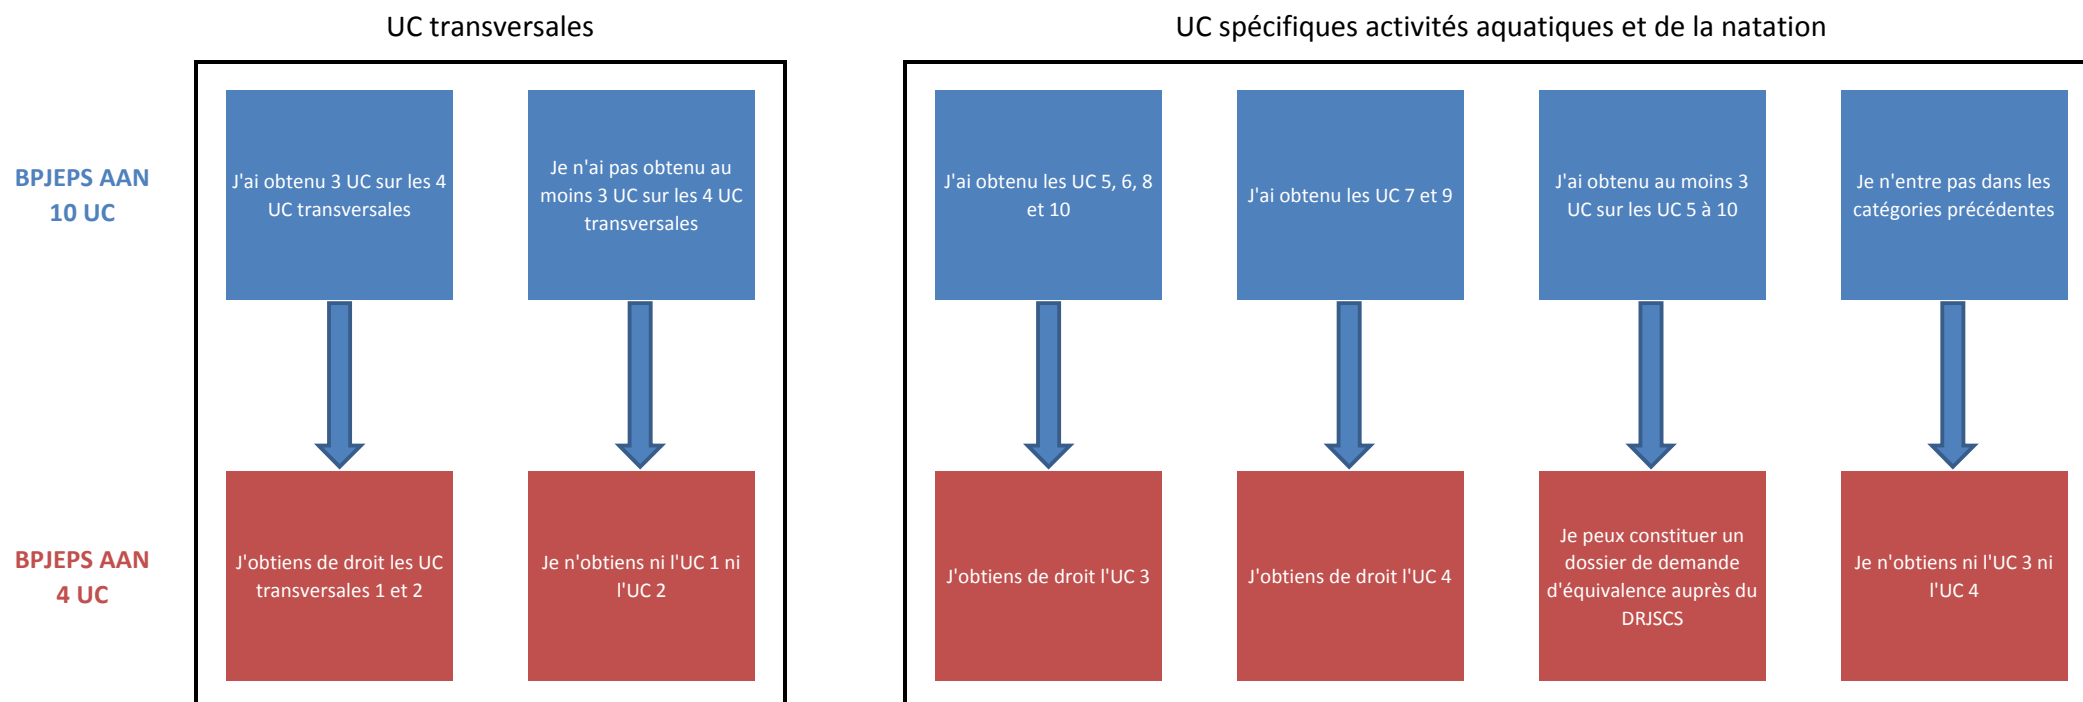 UC transversales
UC spécifiques activités aquatiques et de la natation
BPJEPS AAN
10 UC
J'ai obtenu 3 UC sur les 4
UC transversales
Je n'ai pas obtenu au
moins 3 UC sur les 4 UC
transversales
J'ai obtenu les UC 5, 6, 8
et 10
J'ai obtenu les UC 7 et 9
J'ai obtenu au moins 3
UC sur les UC 5 à 10
Je n'entre pas dans les
catégories précédentes
BPJEPS AAN
4 UC
J'obtiens de droit les UC
transversales 1 et 2
Je n'obtiens ni l'UC 1 ni
l'UC 2
J'obtiens de droit l'UC 3
J'obtiens de droit l'UC 4
Je peux constituer un
dossier de demande
d'équivalence auprès du
DRJSCS
Je n'obtiens ni l'UC 3 ni
l'UC 4